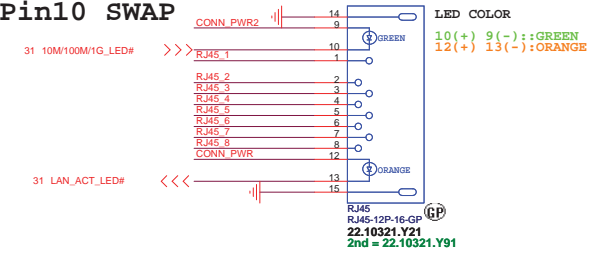 Pin10 SWAP
CONN_PWR2
14
9
LED COLOR
GREEN
10(+) 9(-)::GREEN
12(+) 13(-):ORANGE
31 10M/100M/1G_LED#
10
RJ45_1
1
RJ45_2
2
RJ45_3
3
RJ45_4
4
RJ45_5
5
RJ45_6
6
RJ45_7
7
RJ45_8
8
CONN_PWR
12
ORANGE
31 LAN_ACT_LED#
13
15
RJ45
RJ45-12P-16-GP
GP
22.10321.Y21
2nd = 22.10321.Y91